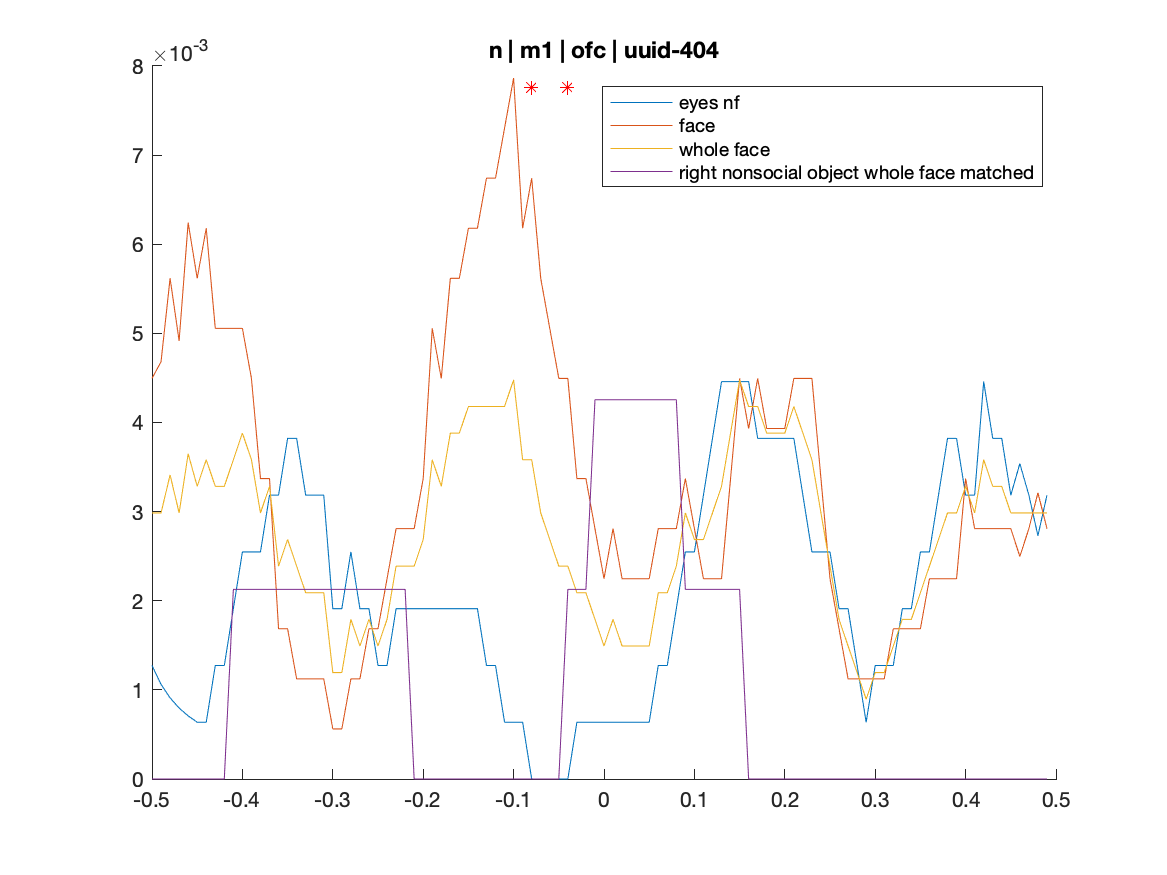 ×10-3
n | m1 | ofc | uuid-404
8
7
6
5
4
3
2
1
0
eyes nf
face
whole face
right nonsocial object whole face matched
-0.5 -0.4 -0.3 -0.2 -0.1 0 0.1 0.2 0.3 0.4 0.5